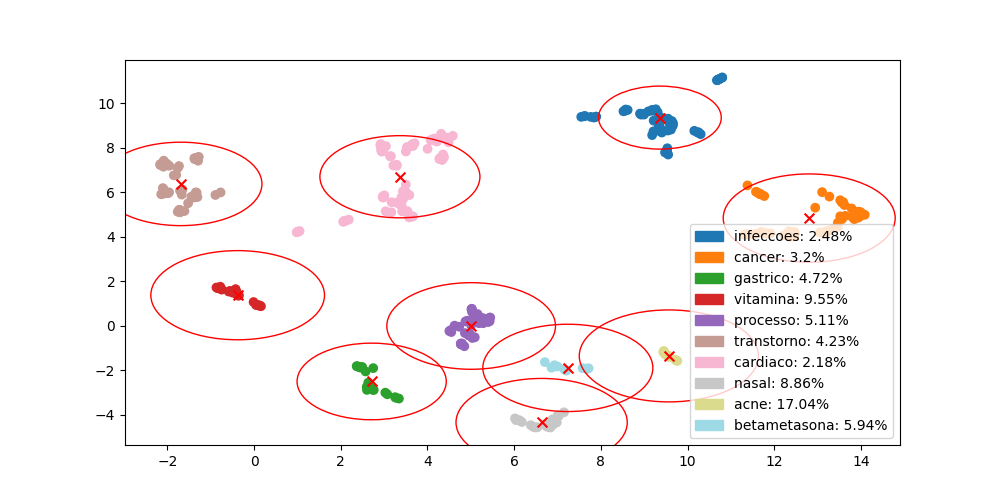 10
8
6
4
2
0
−2
−4
−2
0
2
4
6
8
10
12
14
infeccoes: 2.48%
cancer: 3.2%
gastrico: 4.72%
vitamina: 9.55%
processo: 5.11%
transtorno: 4.23%
cardiaco: 2.18%
nasal: 8.86%
acne: 17.04%
betametasona: 5.94%